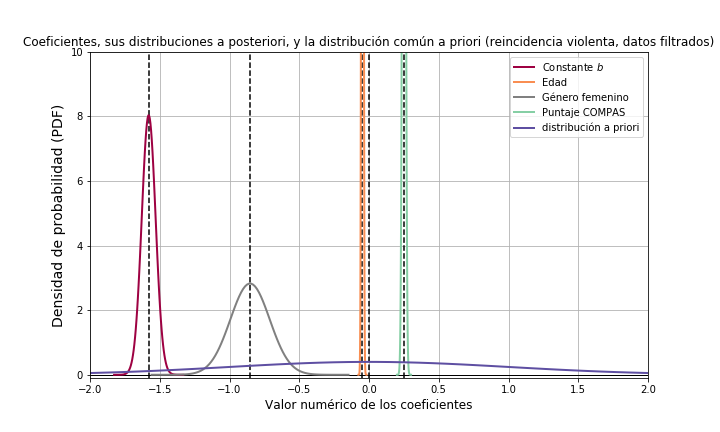 Coeficientes, sus distribuciones a posteriori, y la distribución común a priori (reincidencia violenta, datos filtrados)
Densidad de probabilidad (PDF)
10
8
6
4
2
0
Constante b
Edad
Género femenino
Puntaje COMPAS
distribución a priori
−2.0 −1.5 −1.0 −0.5 0.0 0.5 1.0 1.5 2.0
Valor numérico de los coeficientes